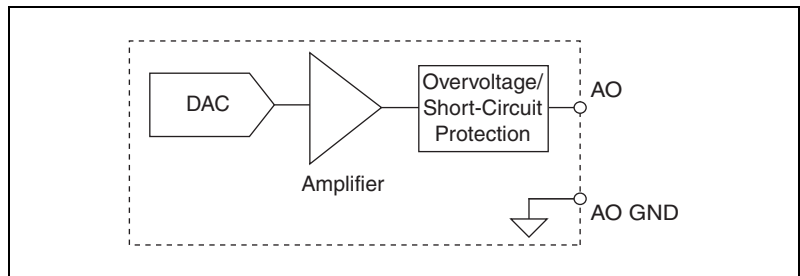 DAC
Amplifier
Overvoltage/
Short-Circuit
Protection
AO
AO GND